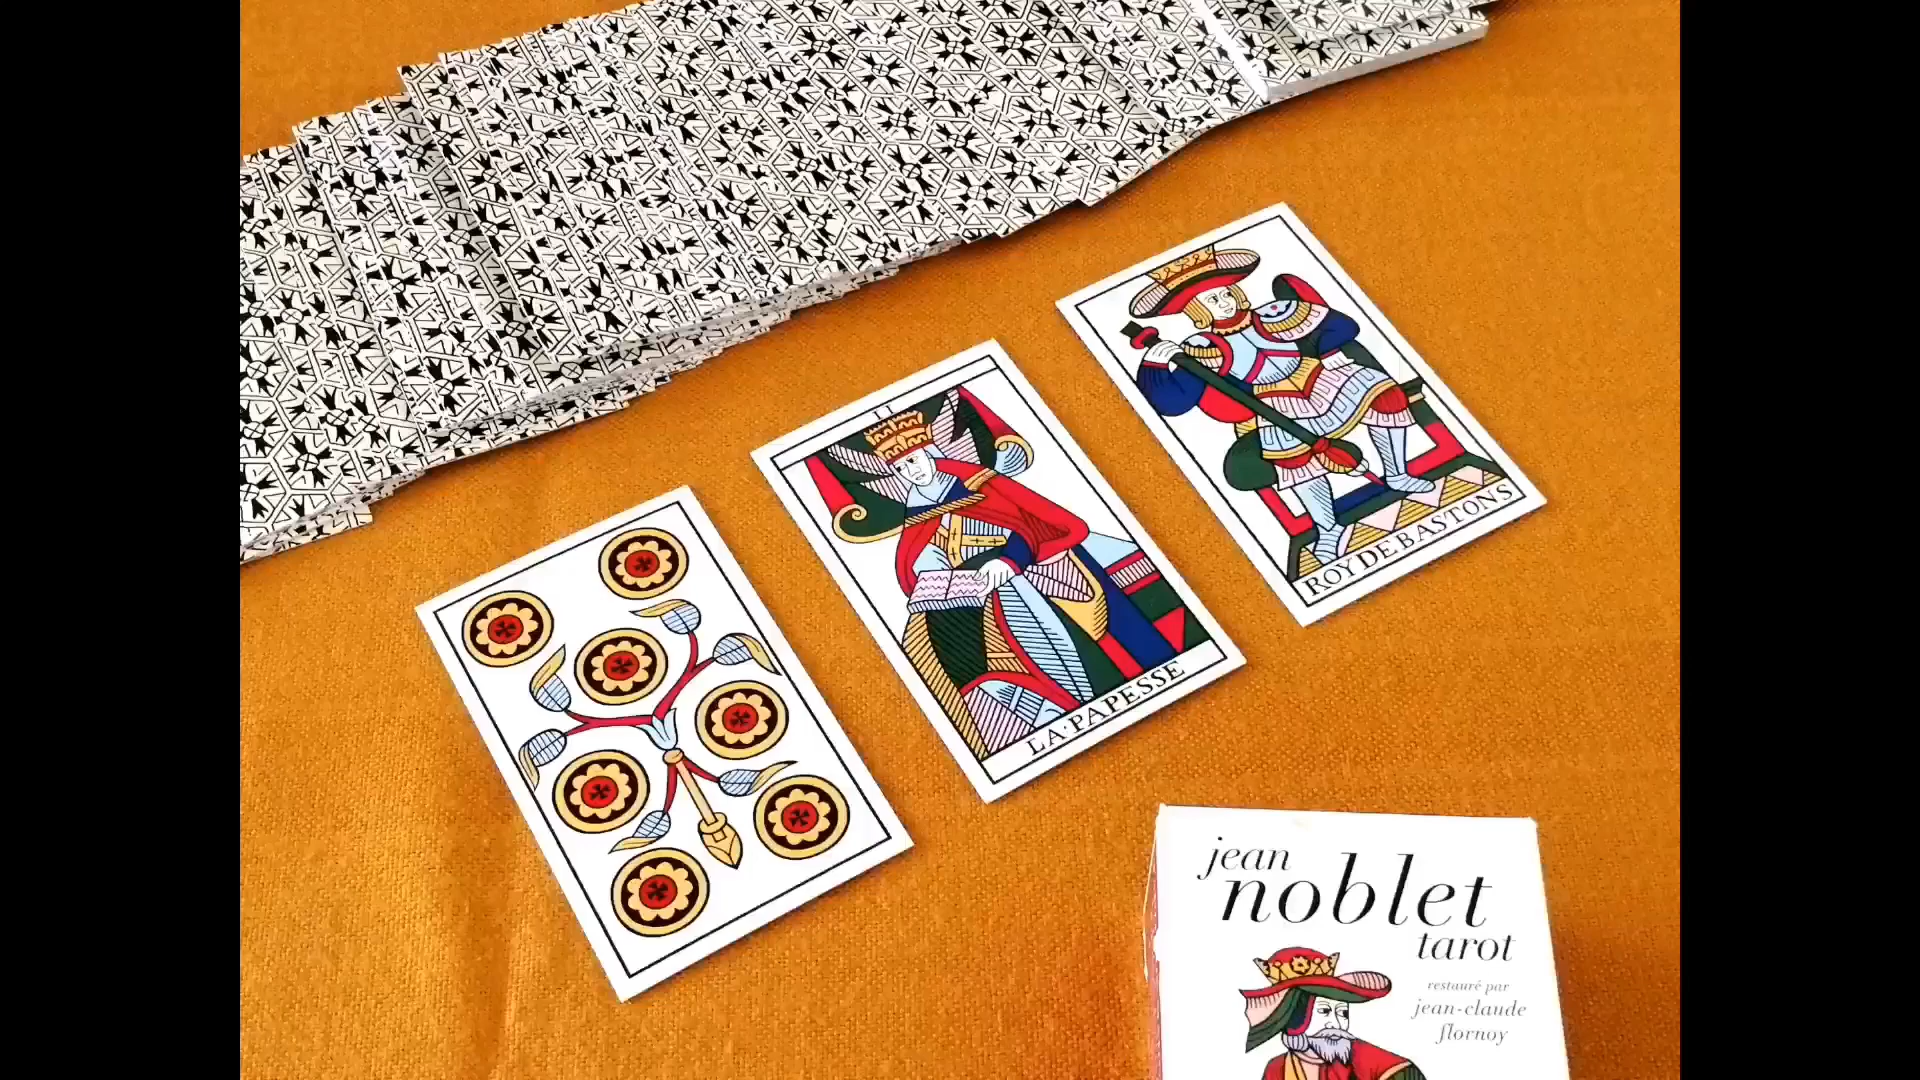 ROY DE BASTONS
II
LA·PAPESSE
jean
noblet
tarot
restauré par
jean-claude
flornoy